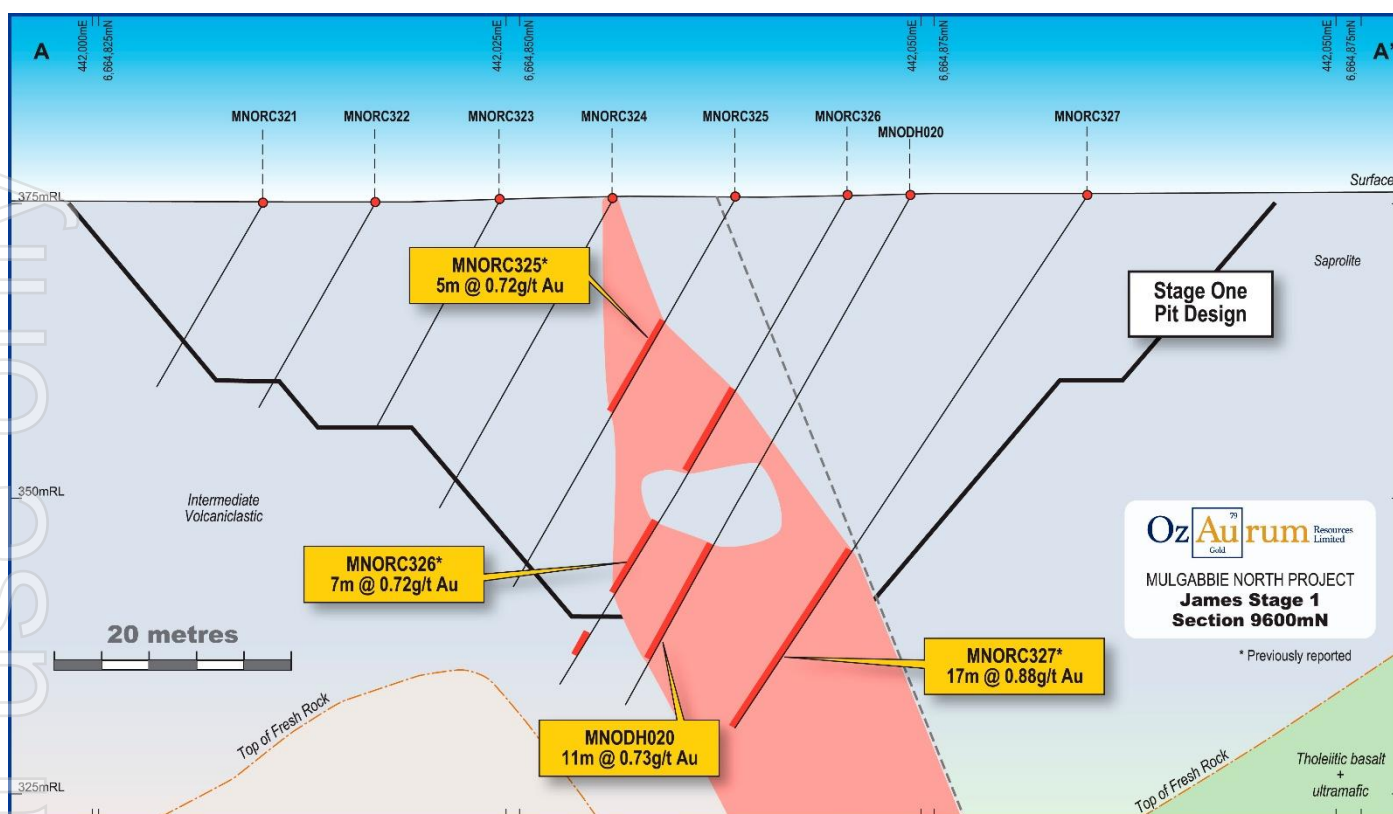 A
442,000mE
6,664,825mN
442,025mE
6,664,850mN
442,050mE
6,664,875mN
442,050mE
6,664,875mN
A'
MNORC321
MNORC322
MNORC323
MNORC324
MNORC325
MNORC326
MNODH020
MNORC327
375mRL
Surface
Saprolite
MNORC325*
5m @ 0.72g/t Au
Stage One
Pit Design
350mRL
Intermediate
Volcaniclastic
MNORC326*
7m @ 0.72g/t Au
20 metres
OzAurum Resources
Limited
79
Gold
MULGABBIE NORTH PROJECT
James Stage 1
Section 9600mN
* Previously reported
MNORC327*
17m @ 0.88g/t Au
MNODH020
11m @ 0.73g/t Au
Top of Fresh Rock
Top of Fresh Rock
Tholeiitic basalt
+
ultramafic
325mRL